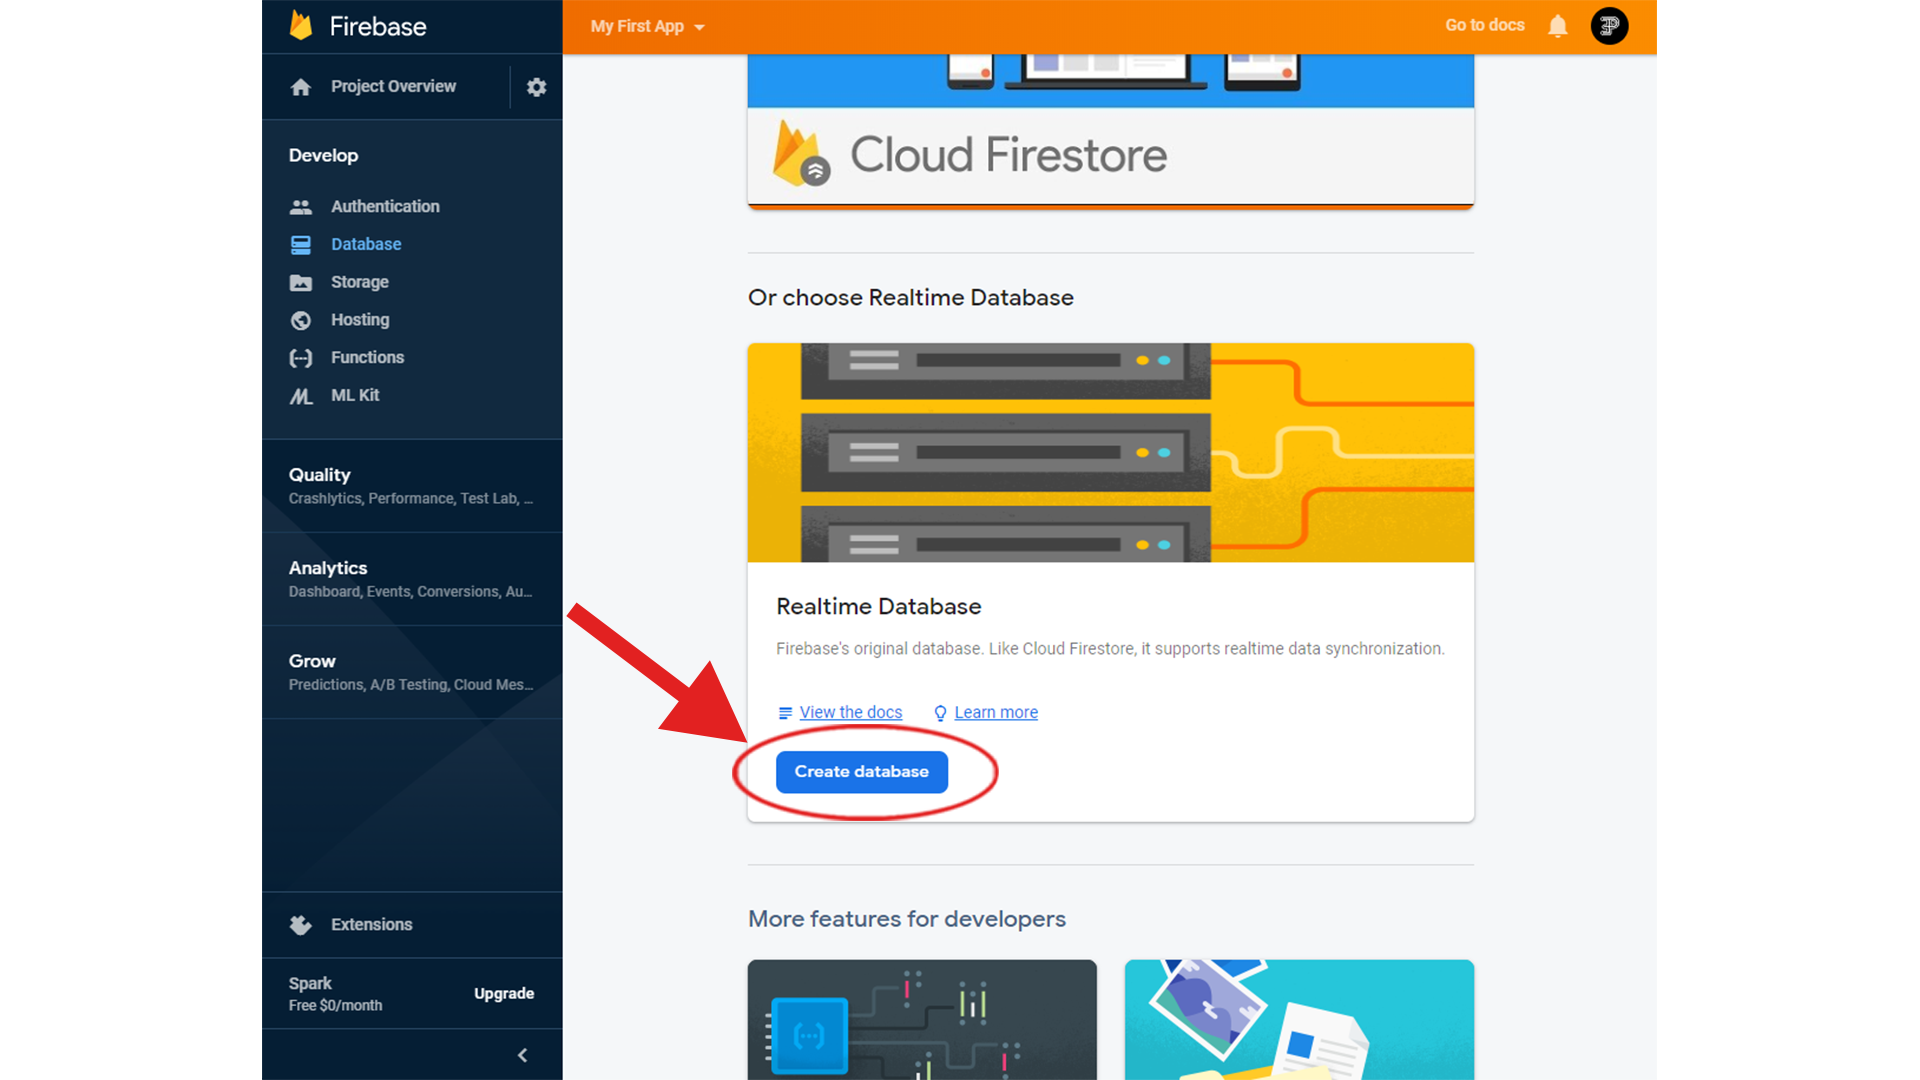 Firebase
My First App
Go to docs
Project Overview
Develop
Authentication
Database
Storage
Hosting
Functions
ML Kit
Quality
Crashlytics, Performance, Test Lab, ...
Analytics
Dashboard, Events, Conversions, Au...
Grow
Predictions, A/B Testing, Cloud Mes...
Extensions
Spark
Free $0/month
Upgrade
Cloud Firestore
Or choose Realtime Database
Realtime Database
Firebase's original database. Like Cloud Firestore, it supports realtime data synchronization.
View the docs
Learn more
Create database
More features for developers